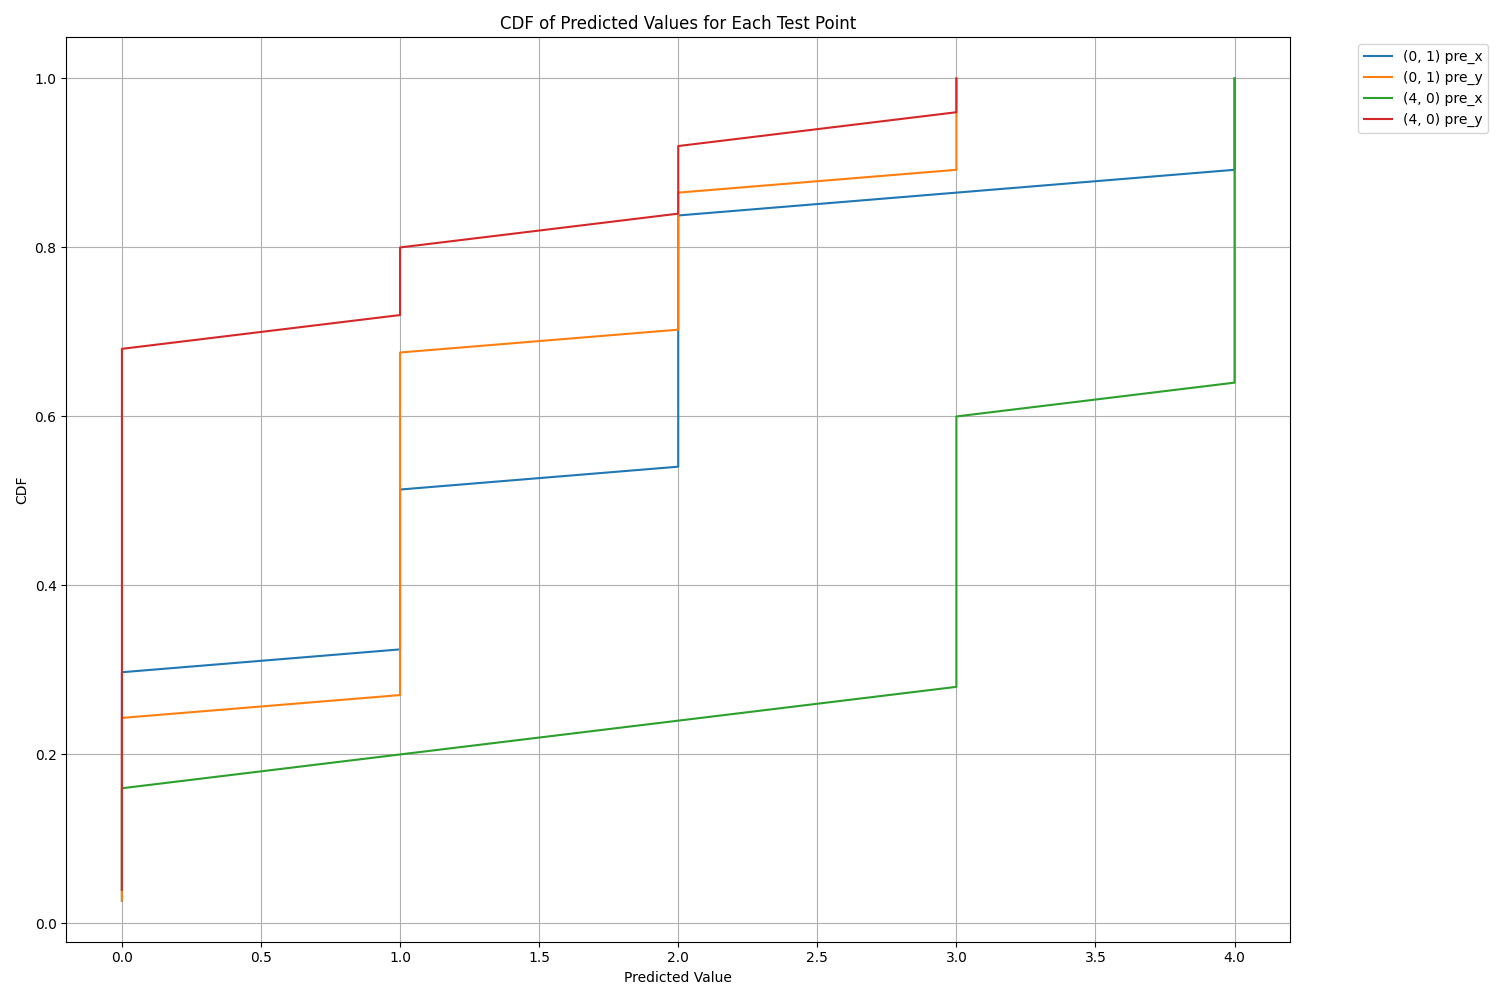 CDF of Predicted Values for Each Test Point
(0, 1) pre_x
(0, 1) pre_y
(4, 0) pre_x
(4, 0) pre_y
1.0
0.8
0.6
0.4
0.2
0.0
CDF
0.0 0.5 1.0 1.5 2.0 2.5 3.0 3.5 4.0
Predicted Value